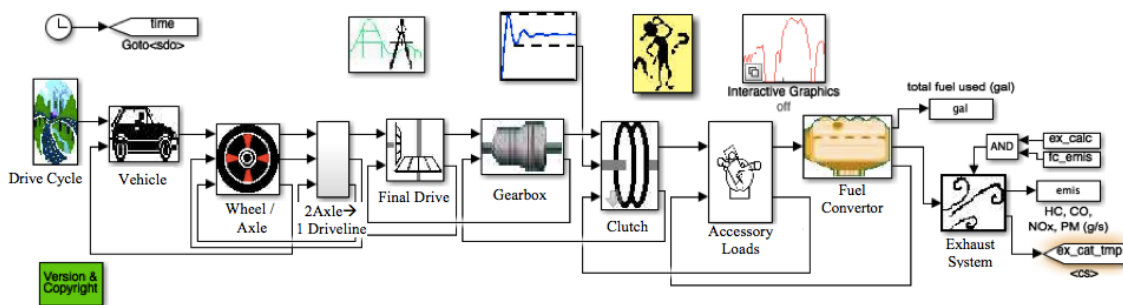 time
Goto<sdo>
Interactive Graphics
off
total fuel used (gal)
gal
AND
ex_calc
fc_emis
Drive Cycle
Vehicle
Wheel /
Axle
2Axle→
1 Driveline
Final Drive
Gearbox
Clutch
Accessory
Loads
Fuel
Convertor
Exhaust
System
emis
HC, CO,
NOx, PM (g/s)
ex_cat_tmp
<cs>
Version &
Copyright